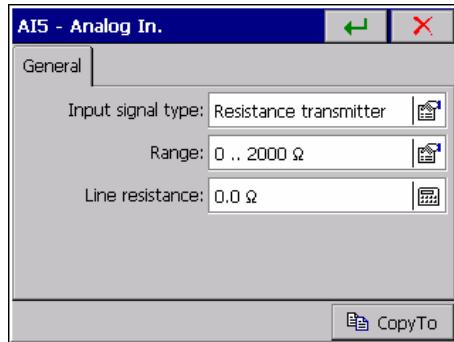 AI5 - Analog In.
General
Input signal type: Resistance transmitter
Range: 0 .. 2000 Ω
Line resistance: 0.0 Ω
CopyTo